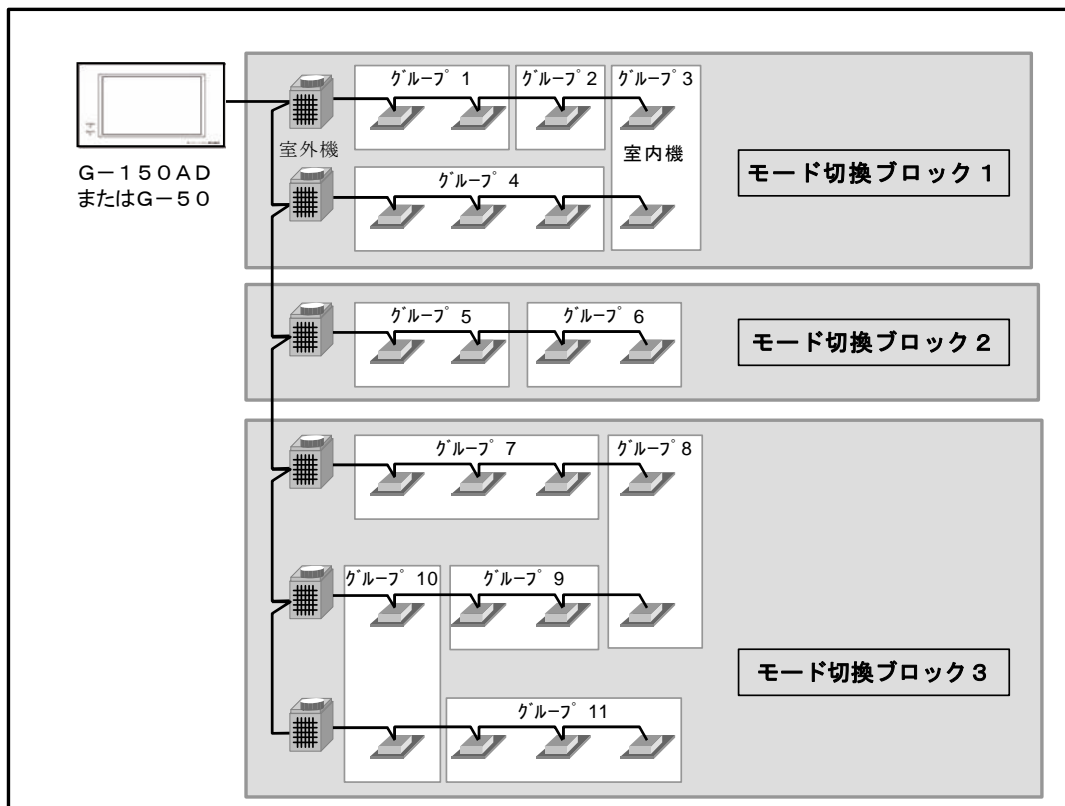 G-150AD
またはG-50
室外機
グループ 1
グループ 2
グループ 3
室内機
グループ 4
モード切換ブロック1
グループ 5
グループ 6
モード切換ブロック2
グループ 7
グループ 8
グループ 10
グループ 9
グループ 11
モード切換ブロック3